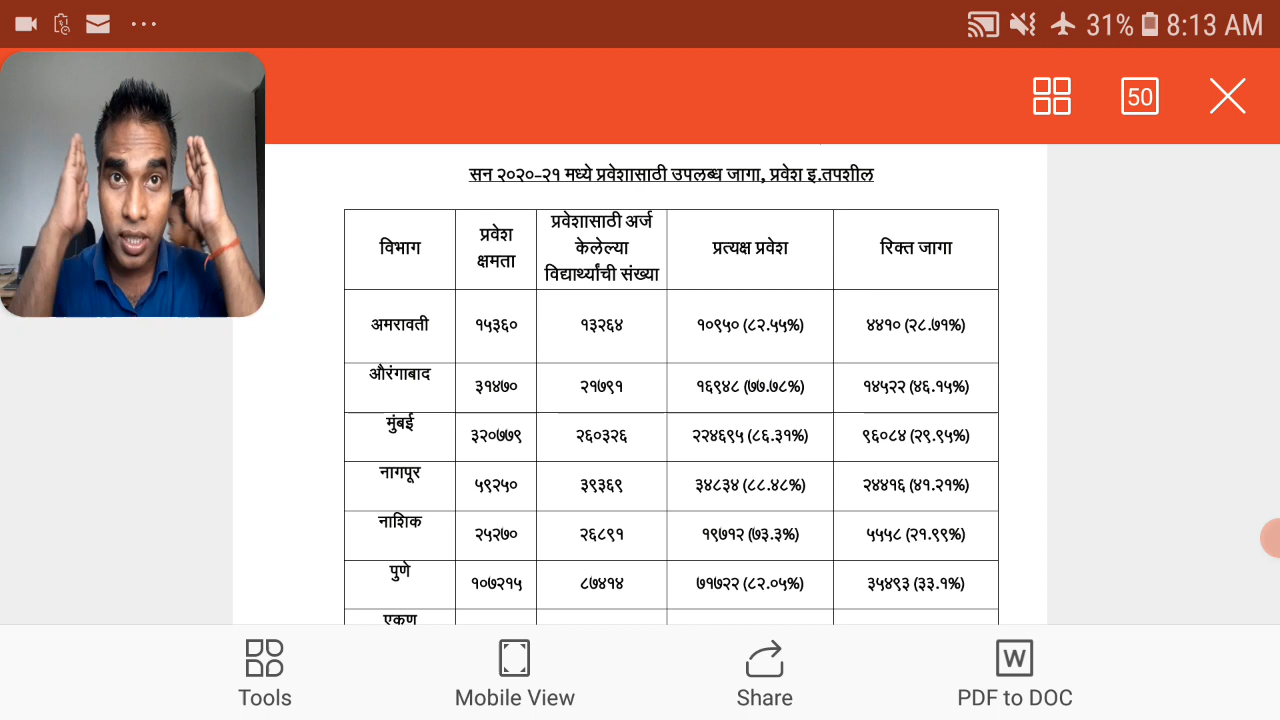 31% 8:13 AM
50
सन २०२०-२१ मध्ये प्रवेशासाठी उपलब्ध जागा, प्रवेश इ.तपशील
विभाग
प्रवेश
क्षमता
प्रवेशासाठी अर्ज
केलेल्या
विद्यार्थ्यांची संख्या
प्रत्यक्ष प्रवेश
रिक्त जागा
अमरावती १५३६० १३२६४ १०९५० (८२.५५%) ४४१० (२८.७१%)
औरंगाबाद ३१४७० २१७९१ १६९४८ (७७.७८%) १४५२२ (४६.१५%)
मुंबई ३२०७७९ २६०३२६ २२४६९५ (८६.३१%) ९६०८४ (२९.९५%)
नागपूर ५९२५० ३९३६९ ३४८३४ (८८.४८%) २४४१६ (४१.२१%)
नाशिक २५२७० २६८९१ १९७१२ (७३.३%) ५५५८ (२१.९९%)
पुणे १०७२१५ ८७४१४ ७१७२२ (८२.०५%) ३५४९३ (३३.१%)
एकूण
Tools Mobile View Share PDF to DOC
W